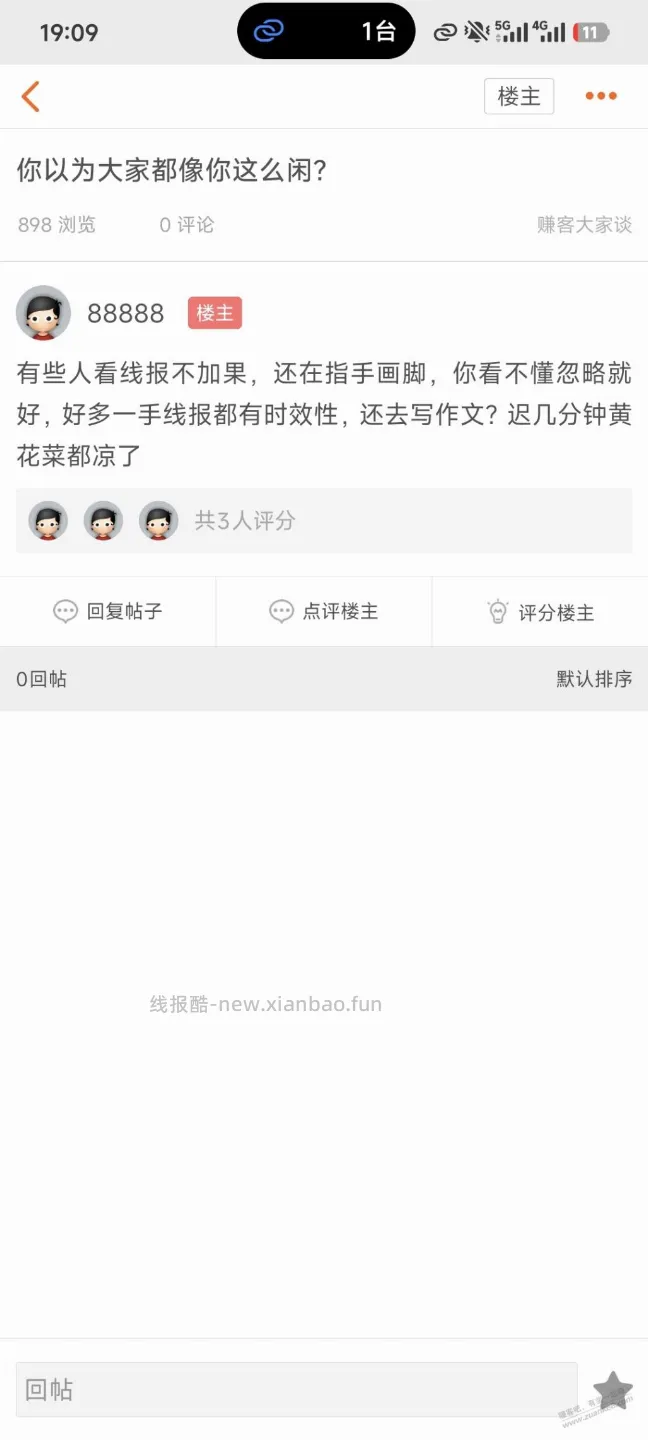 19:09
1台
5G
4G
11
楼主
你以为大家都像你这么闲？
898 浏览
0 评论
赚客大家谈
88888
楼主
有些人看线报不加果，还在指手画脚，你看不懂忽略就
好，好多一手线报都有时效性，还去写作文？迟几分钟黄
花菜都凉了
共3人评分
回复帖子
点评楼主
评分楼主
0回帖
默认排序
线报酷-new.xianbao.fun
回帖